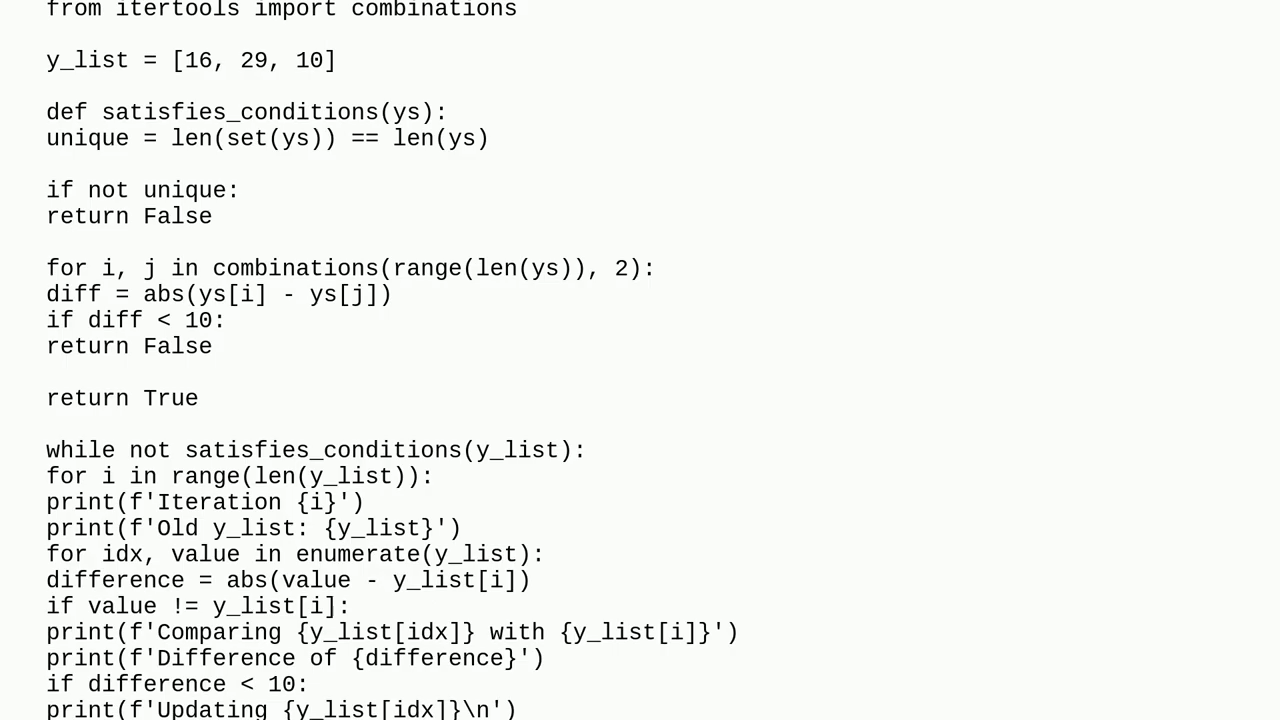 from itertools import combinations
y_list = [16, 29, 10]
def satisfies_conditions(ys):
unique = len(set(ys)) == len(ys)
if not unique:
return False
for i, j in combinations(range(len(ys)), 2):
diff = abs(ys[i] - ys[j])
if diff < 10:
return False
return True
while not satisfies_conditions(y_list):
for i in range(len(y_list)):
print(f'Iteration {i}')
print(f'Old y_list: {y_list}')
for idx, value in enumerate(y_list):
difference = abs(value - y_list[i])
if value != y_list[i]:
print(f'Comparing {y_list[idx]} with {y_list[i]}')
print(f'Difference of {difference}')
if difference < 10:
print(f'Updating {y_list[idx]}\n')